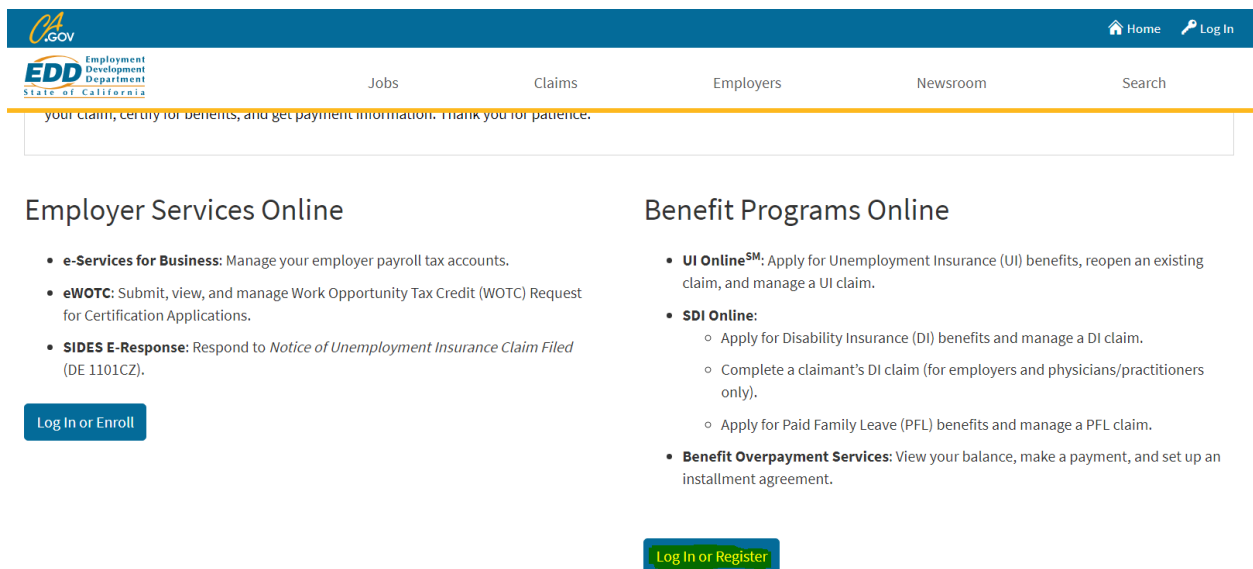 CA
.GOV
Home
Log In
EDD
Employment
Development
Department
State of California
Jobs
Claims
Employers
Newsroom
Search
your claim, certify for benefits, and get payment information. Thank you for patience.
Employer Services Online
• e-Services for Business: Manage your employer payroll tax accounts.
• eWOTC: Submit, view, and manage Work Opportunity Tax Credit (WOTC) Request
for Certification Applications.
• SIDES E-Response: Respond to Notice of Unemployment Insurance Claim Filed
(DE 1101CZ).
Log In or Enroll
Benefit Programs Online
• UI OnlineSM: Apply for Unemployment Insurance (UI) benefits, reopen an existing
claim, and manage a UI claim.
• SDI Online:
◦ Apply for Disability Insurance (DI) benefits and manage a DI claim.
◦ Complete a claimant's DI claim (for employers and physicians/practitioners
only).
◦ Apply for Paid Family Leave (PFL) benefits and manage a PFL claim.
• Benefit Overpayment Services: View your balance, make a payment, and set up an
installment agreement.
Log In or Register